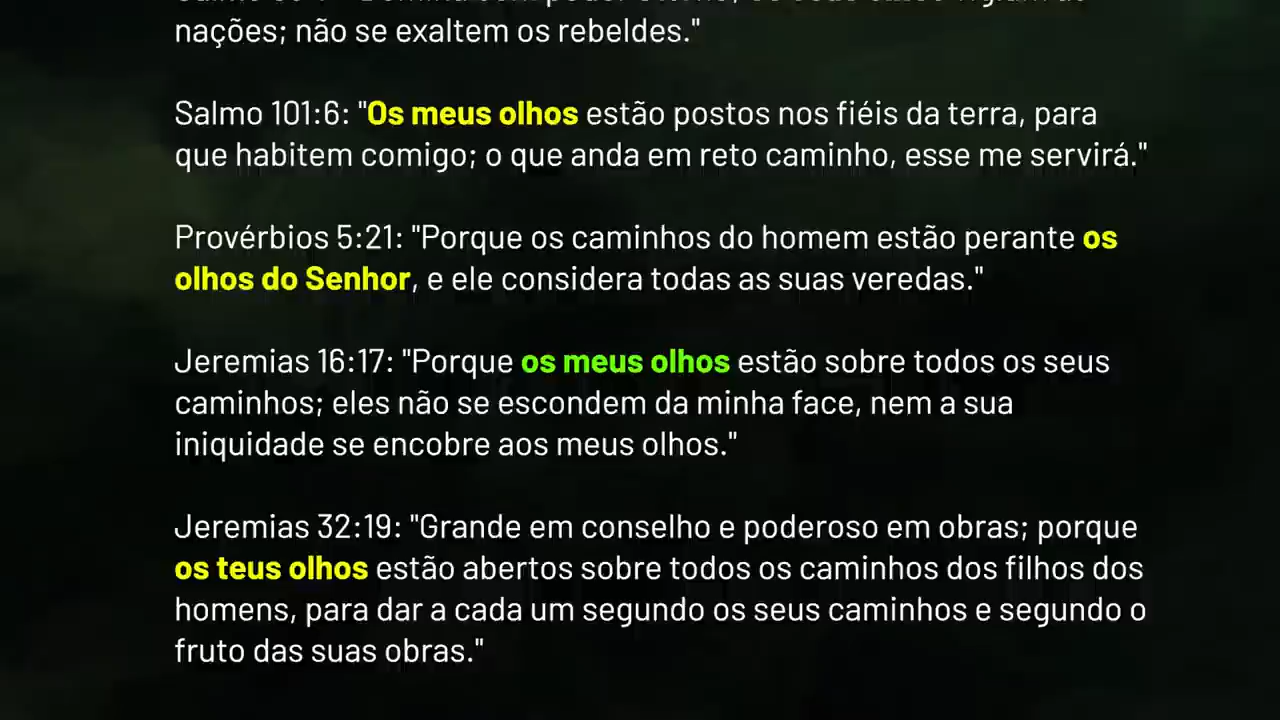 nações; não se exaltem os rebeldes."
Salmo 101:6: "Os meus olhos estão postos nos fiéis da terra, para
que habitem comigo; o que anda em reto caminho, esse me servirá."
Provérbios 5:21: "Porque os caminhos do homem estão perante os
olhos do Senhor, e ele considera todas as suas veredas."
Jeremias 16:17: "Porque os meus olhos estão sobre todos os seus
caminhos; eles não se escondem da minha face, nem a sua
iniquidade se encobre aos meus olhos."
Jeremias 32:19: "Grande em conselho e poderoso em obras; porque
os teus olhos estão abertos sobre todos os caminhos dos filhos dos
homens, para dar a cada um segundo os seus caminhos e segundo o
fruto das suas obras."